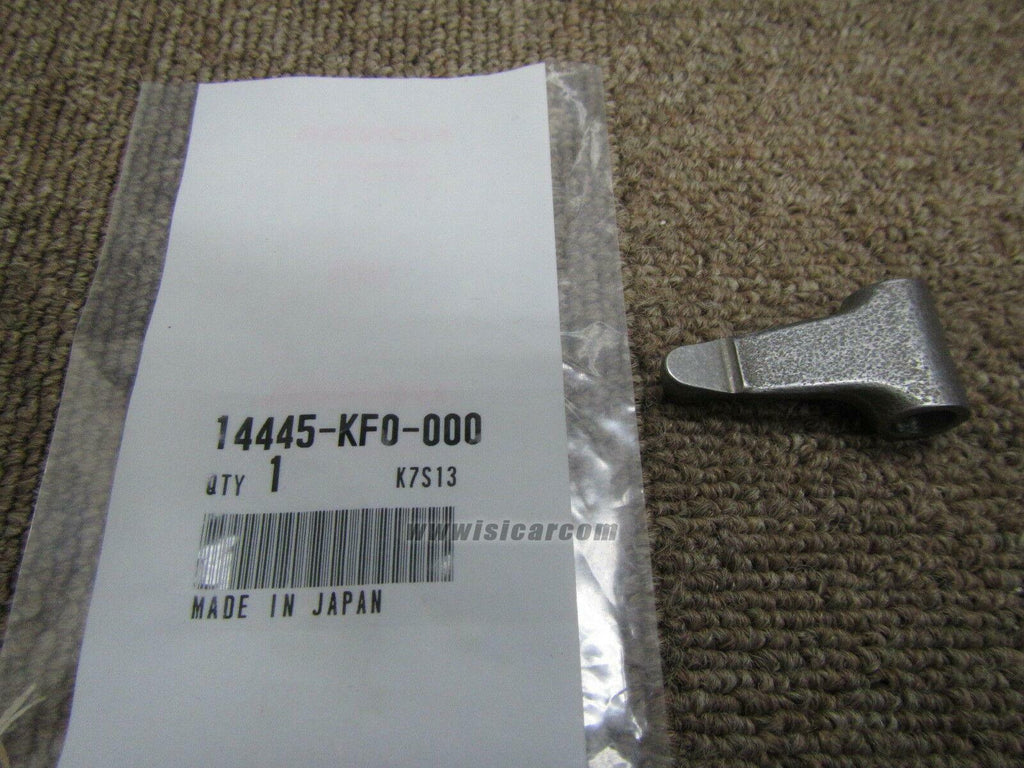 14445-KF0-000
QTY 1 K7S13
wwwisicarcom
MADE IN JAPAN